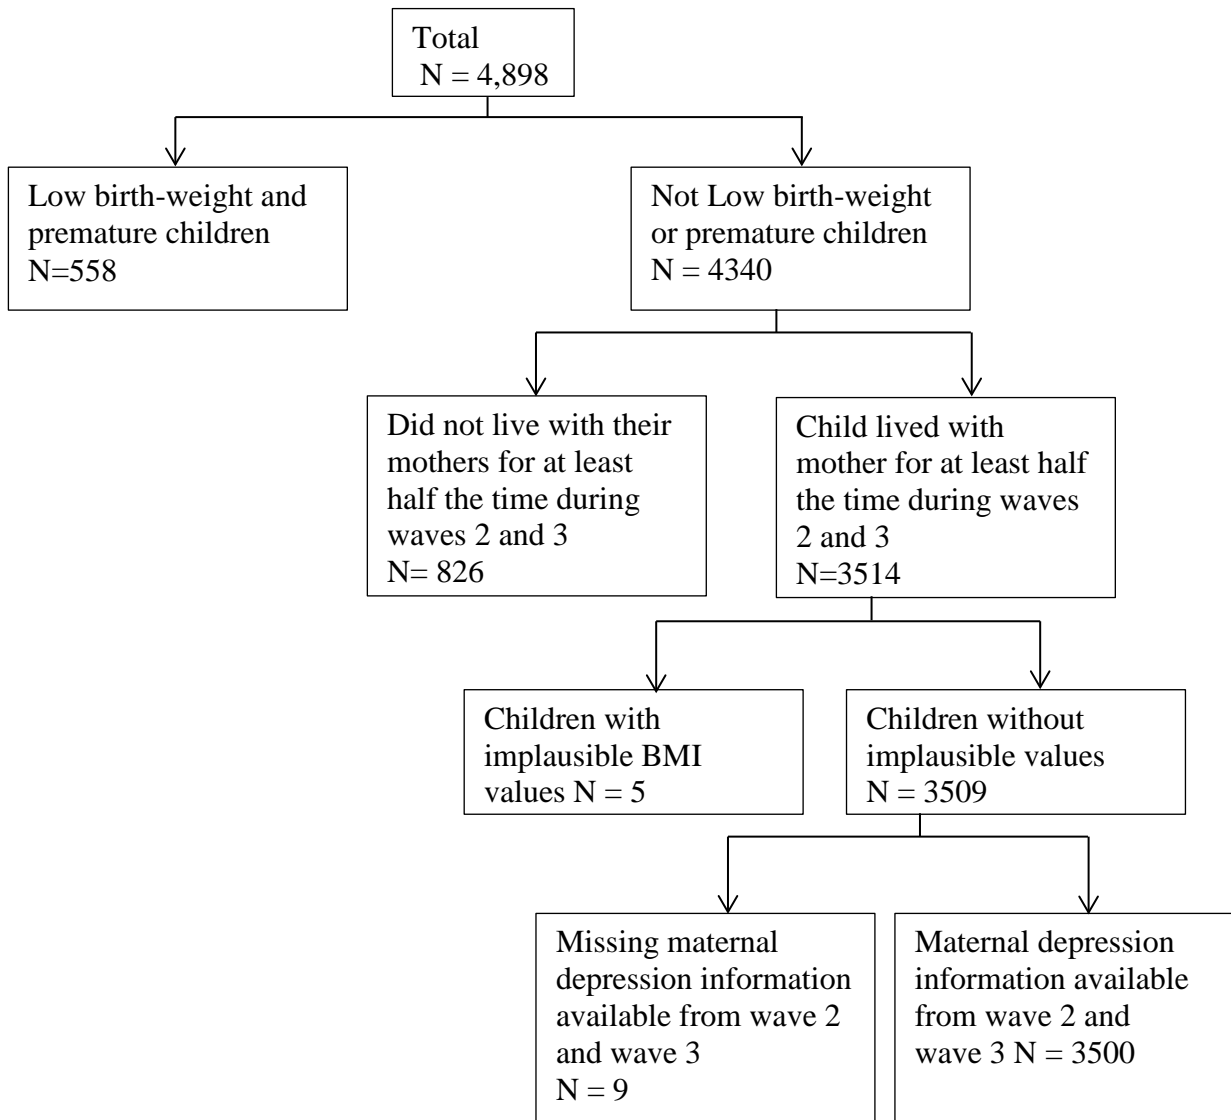 Total
N = 4,898
Low birth-weight and
premature children
N=558
Not Low birth-weight
or premature children
N = 4340
Did not live with their
mothers for at least
half the time during
waves 2 and 3
N= 826
Child lived with
mother for at least half
the time during waves
2 and 3
N=3514
Children with
implausible BMI
values N = 5
Children without
implausible values
N = 3509
Missing maternal
depression information
available from wave 2
and wave 3
N = 9
Maternal depression
information available
from wave 2 and
wave 3 N = 3500